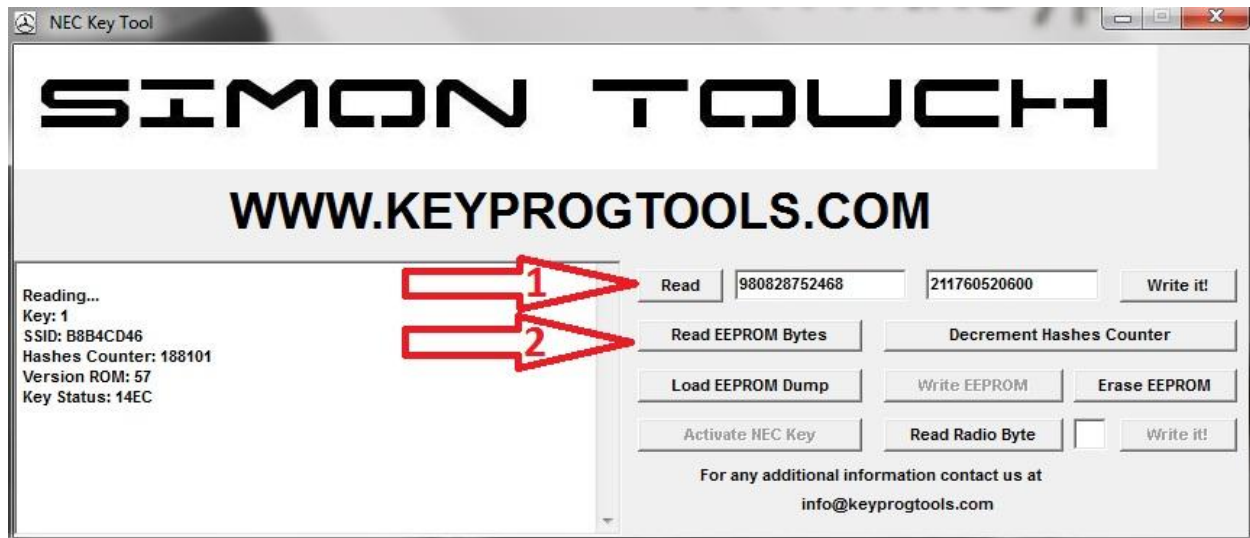 NEC Key Tool
SIMON TOUCH
WWW.KEYPROGTOOLS.COM
Reading...
Key: 1
SSID: B8B4CD46
Hashes Counter: 188101
Version ROM: 57
Key Status: 14EC
1
2
Read 980828752468 211760520600 Write it!
Read EEPROM Bytes Decrement Hashes Counter
Load EEPROM Dump Write EEPROM Erase EEPROM
Activate NEC Key Read Radio Byte Write it!
For any additional information contact us at
info@keyprogtools.com